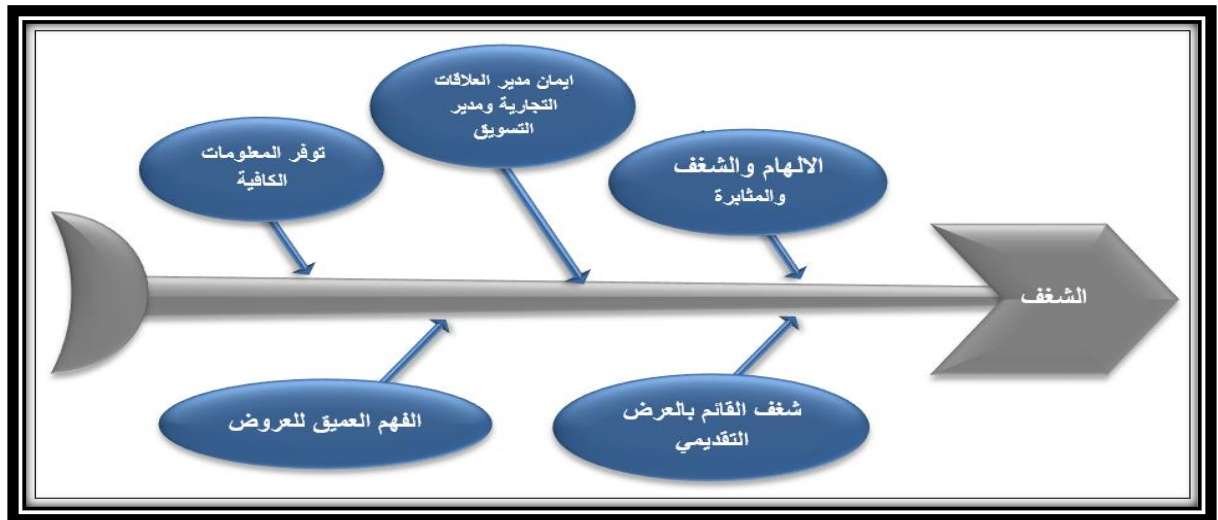 ايمان مدير العلاقات
التجارية ومدير
التسويق
الالهام والشغف
والمثابرة
توفر المعلومات
الكافية
الشغف
شغف القائم بالعرض
التقديمي
الفهم العميق للعروض